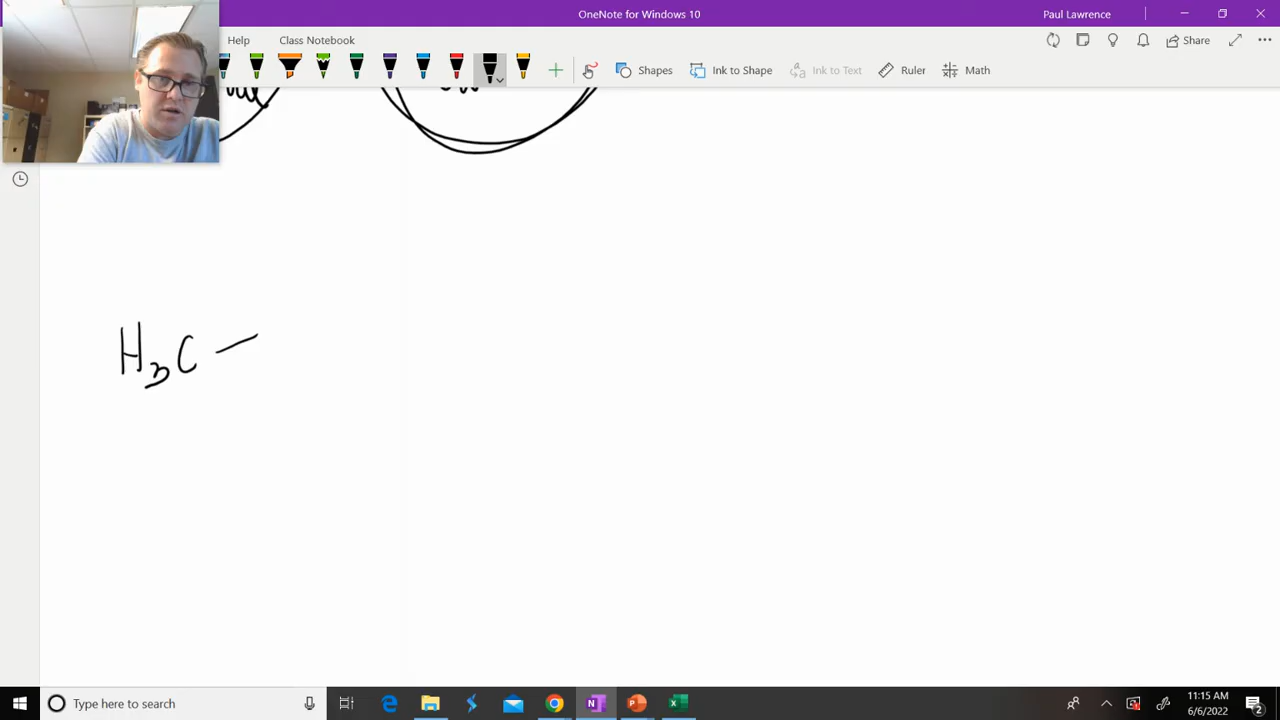 OneNote for Windows 10
Paul Lawrence
Help
Class Notebook
Shapes
Ink to Shape
Ink to Text
Ruler
Math
Share
H₃C —
Type here to search
11:15 AM
6/6/2022
2